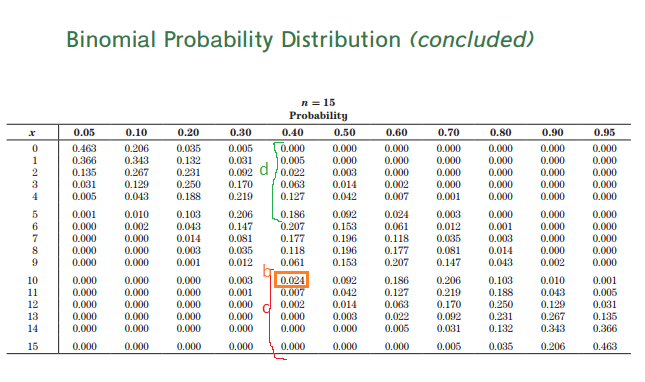 Binomial Probability Distribution (concluded)
n = 15
Probability
x 0.05 0.10 0.20 0.30 0.40 0.50 0.60 0.70 0.80 0.90 0.95
0 0.463 0.206 0.035 0.005 0.000 0.000 0.000 0.000 0.000 0.000 0.000
1 0.366 0.343 0.132 0.031 0.005 0.000 0.000 0.000 0.000 0.000 0.000
2 0.135 0.267 0.231 0.092 d 0.022 0.003 0.000 0.000 0.000 0.000 0.000
3 0.031 0.129 0.250 0.170 0.063 0.014 0.002 0.000 0.000 0.000 0.000
4 0.005 0.043 0.188 0.219 0.127 0.042 0.007 0.001 0.000 0.000 0.000
5 0.001 0.010 0.103 0.206 0.186 0.092 0.024 0.003 0.000 0.000 0.000
6 0.000 0.002 0.043 0.147 0.207 0.153 0.061 0.012 0.001 0.000 0.000
7 0.000 0.000 0.014 0.081 0.177 0.196 0.118 0.035 0.003 0.000 0.000
8 0.000 0.000 0.003 0.035 0.118 0.196 0.177 0.081 0.014 0.000 0.000
9 0.000 0.000 0.001 0.012 0.061 0.153 0.207 0.147 0.043 0.002 0.000
b
10 0.000 0.000 0.000 0.003 0.024 0.092 0.186 0.206 0.103 0.010 0.001
11 0.000 0.000 0.000 0.001 0.007 0.042 0.127 0.219 0.188 0.043 0.005
12 0.000 0.000 0.000 0.000 c 0.002 0.014 0.063 0.170 0.250 0.129 0.031
13 0.000 0.000 0.000 0.000 0.000 0.003 0.022 0.092 0.231 0.267 0.135
14 0.000 0.000 0.000 0.000 0.000 0.000 0.005 0.031 0.132 0.343 0.366
15 0.000 0.000 0.000 0.000 0.000 0.000 0.000 0.005 0.035 0.206 0.463